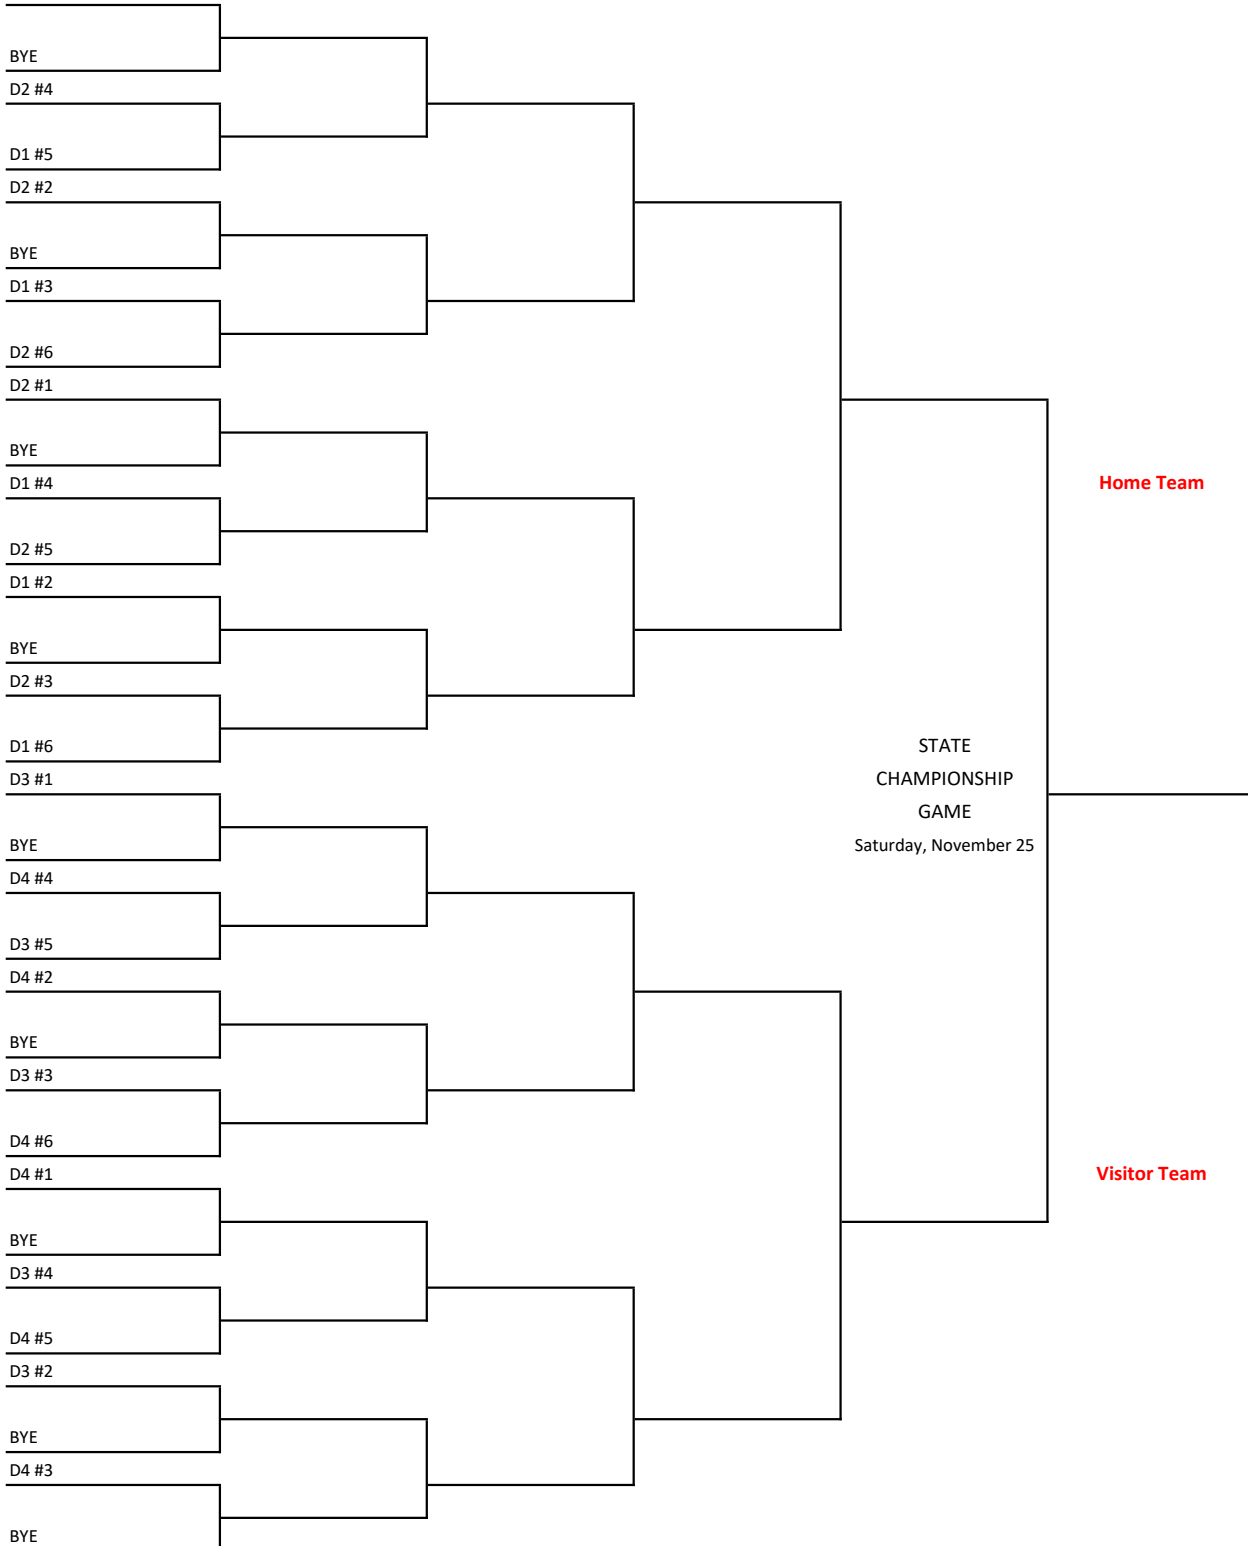 BYE
D2 #4
D1 #5
D2 #2
BYE
D1 #3
D2 #6
D2 #1
BYE
D1 #4
Home Team
D2 #5
D1 #2
BYE
D2 #3
D1 #6
STATE
D3 #1
CHAMPIONSHIP
GAME
BYE
Saturday, November 25
D4 #4
D3 #5
D4 #2
BYE
D3 #3
D4 #6
D4 #1
Visitor Team
BYE
D3 #4
D4 #5
D3 #2
BYE
D4 #3
BYE